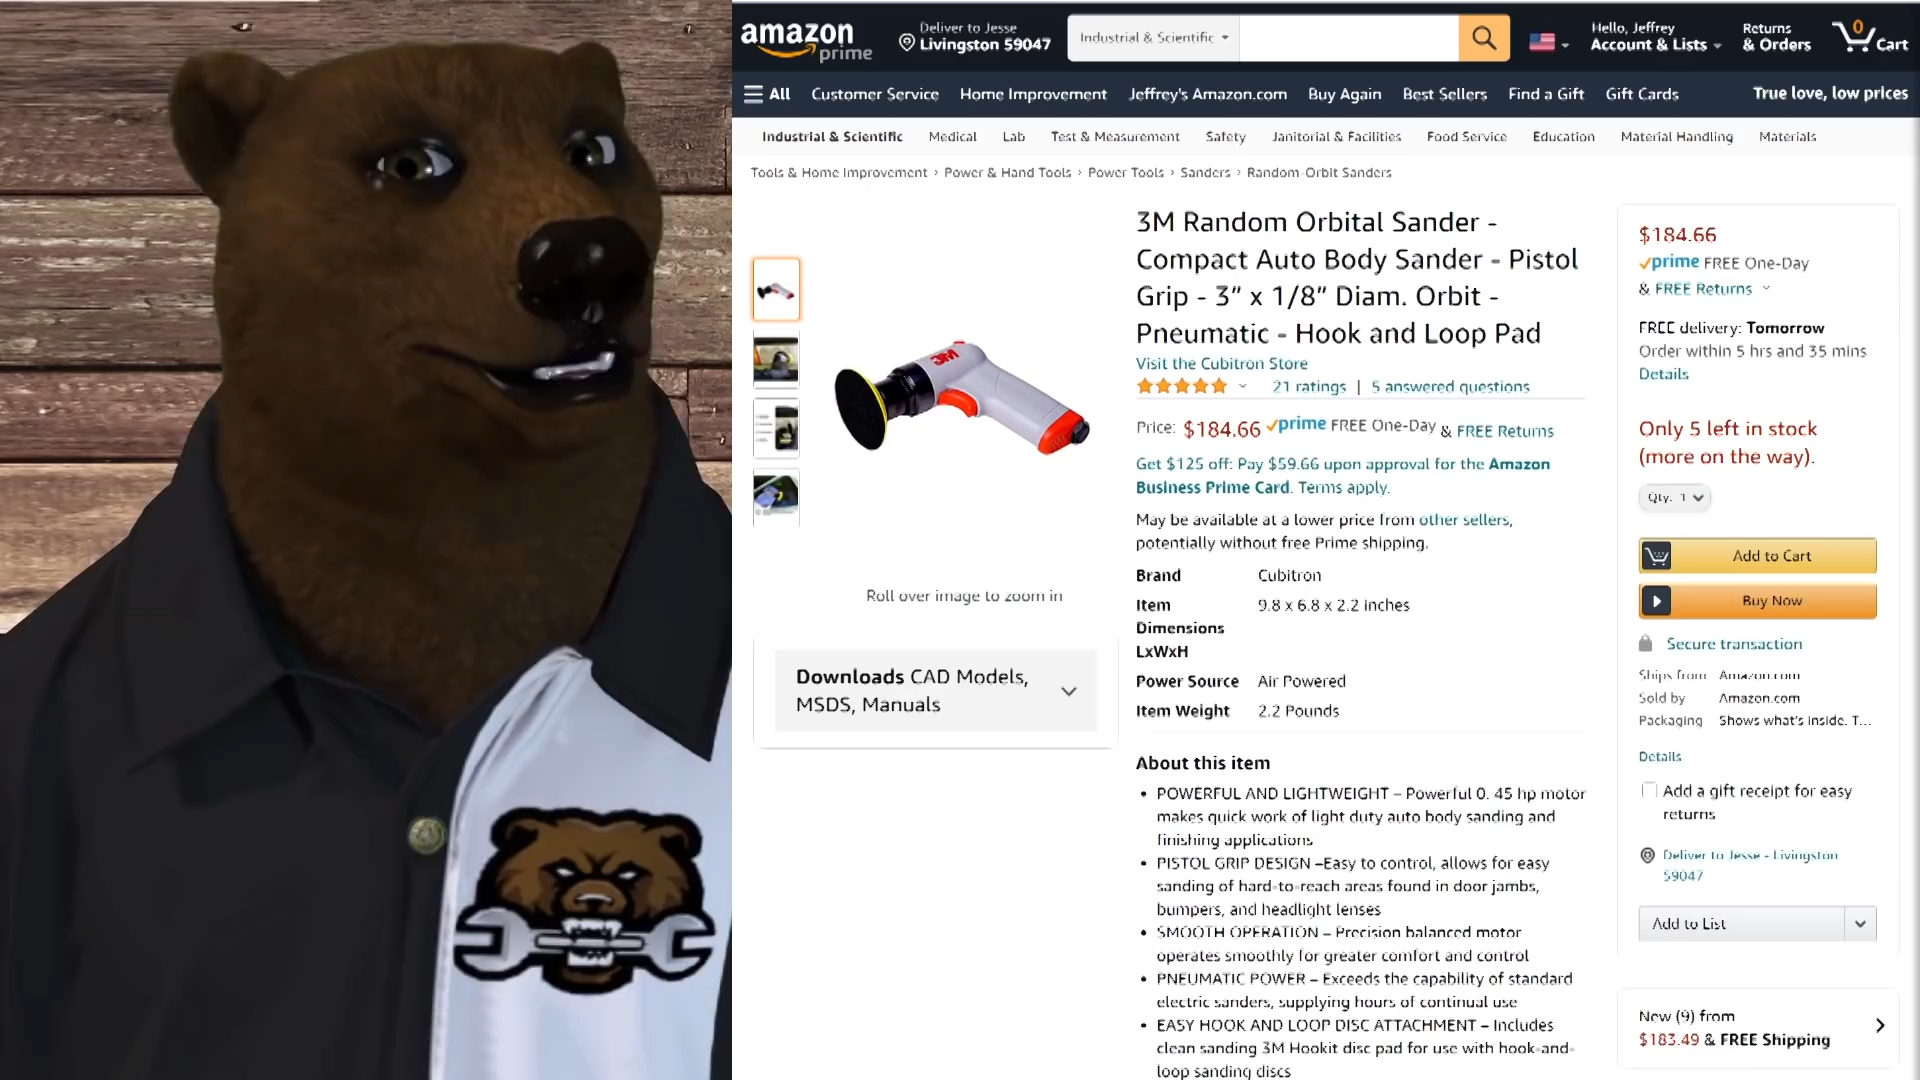 amazon
prime
Deliver to Jesse
Livingston 59047
Industrial & Scientific
Hello, Jeffrey
Account & Lists
Returns
& Orders
0
Cart
All
Customer Service
Home Improvement
Jeffrey's Amazon.com
Buy Again
Best Sellers
Find a Gift
Gift Cards
True love, low prices
Industrial & Scientific
Medical
Lab
Test & Measurement
Safety
Janitorial & Facilities
Food Service
Education
Material Handling
Materials
Tools & Home Improvement › Power & Hand Tools › Power Tools › Sanders › Random-Orbit Sanders
3M
Roll over image to zoom in
Downloads CAD Models,
MSDS, Manuals
3M Random Orbital Sander -
Compact Auto Body Sander - Pistol
Grip - 3” x 1/8” Diam. Orbit -
Pneumatic - Hook and Loop Pad
Visit the Cubitron Store
21 ratings | 5 answered questions
Price: $184.66 prime FREE One-Day & FREE Returns
Get $125 off: Pay $59.66 upon approval for the Amazon
Business Prime Card. Terms apply.
May be available at a lower price from other sellers,
potentially without free Prime shipping.
Brand Cubitron
Item 9.8 x 6.8 x 2.2 inches
Dimensions
LxWxH
Power Source Air Powered
Item Weight 2.2 Pounds
About this item
• POWERFUL AND LIGHTWEIGHT – Powerful 0. 45 hp motor
makes quick work of light duty auto body sanding and
finishing applications
• PISTOL GRIP DESIGN –Easy to control, allows for easy
sanding of hard-to-reach areas found in door jambs,
bumpers, and headlight lenses
• SMOOTH OPERATION – Precision balanced motor
operates smoothly for greater comfort and control
• PNEUMATIC POWER – Exceeds the capability of standard
electric sanders, supplying hours of continual use
• EASY HOOK AND LOOP DISC ATTACHMENT – Includes
clean sanding 3M Hookit disc pad for use with hook-and-
loop sanding discs
$184.66
prime FREE One-Day
& FREE Returns
FREE delivery: Tomorrow
Order within 5 hrs and 35 mins
Details
Only 5 left in stock
(more on the way).
Qty: 1
Add to Cart
Buy Now
Secure transaction
Ships from Amazon.com
Sold by Amazon.com
Packaging Shows what's inside. T...
Details
Add a gift receipt for easy
returns
Deliver to Jesse - Livingston
59047
Add to List
New (9) from
$183.49 & FREE Shipping